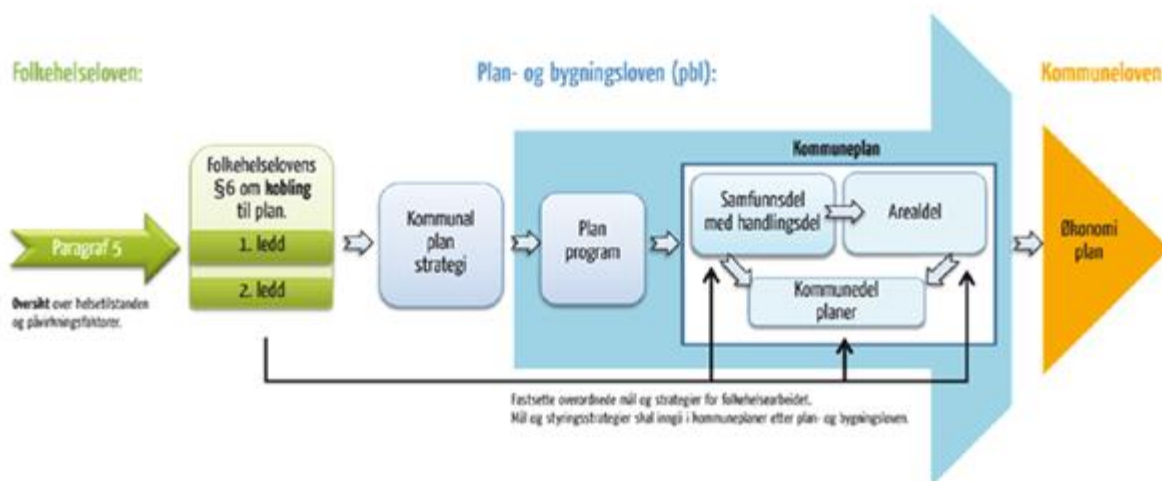 Folkehelseloven:
Plan- og bygningsloven (pbl):
Kommuneloven
Folkehelselovens
§6 om kobling
til plan.
1. ledd
2. ledd
Paragraf 5
Oversikt over helsetilstanden
og påvirkningsfaktorer.
Kommunal
plan
strategi
Plan
program
Kommuneplan
Samfunnsdel
med handlingsdel
Arealdel
Kommunedel
planer
Økonomi
plan
Fastsette overordnede mål og strategier for folkehelsearbeidet.
Mål og styringsstrategier skal inngå i kommuneplaner etter plan- og bygningsloven.